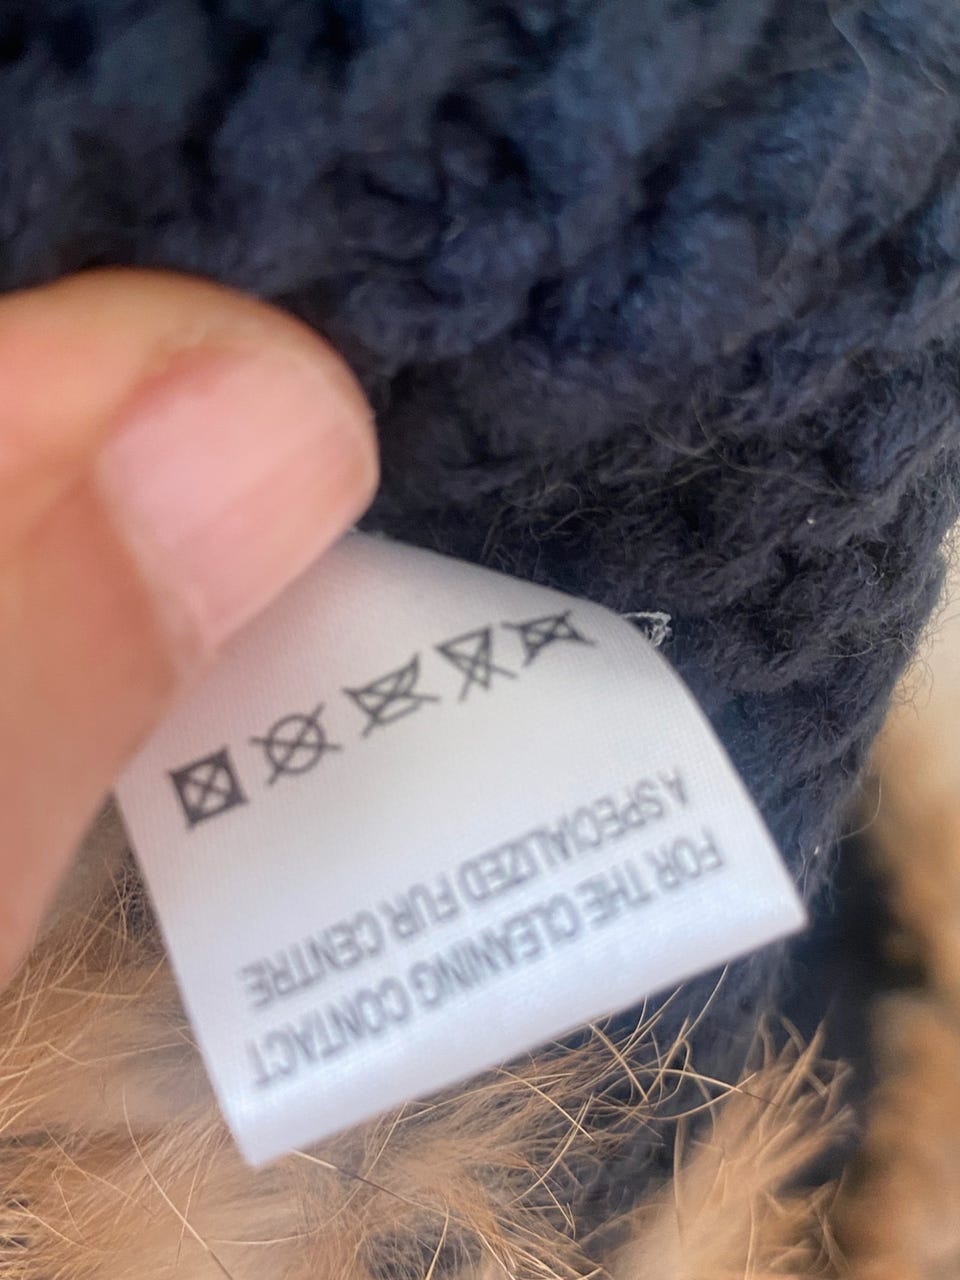 FOR THE CLEANING CONTACT
A SPECIALIZED FUR CENTRE